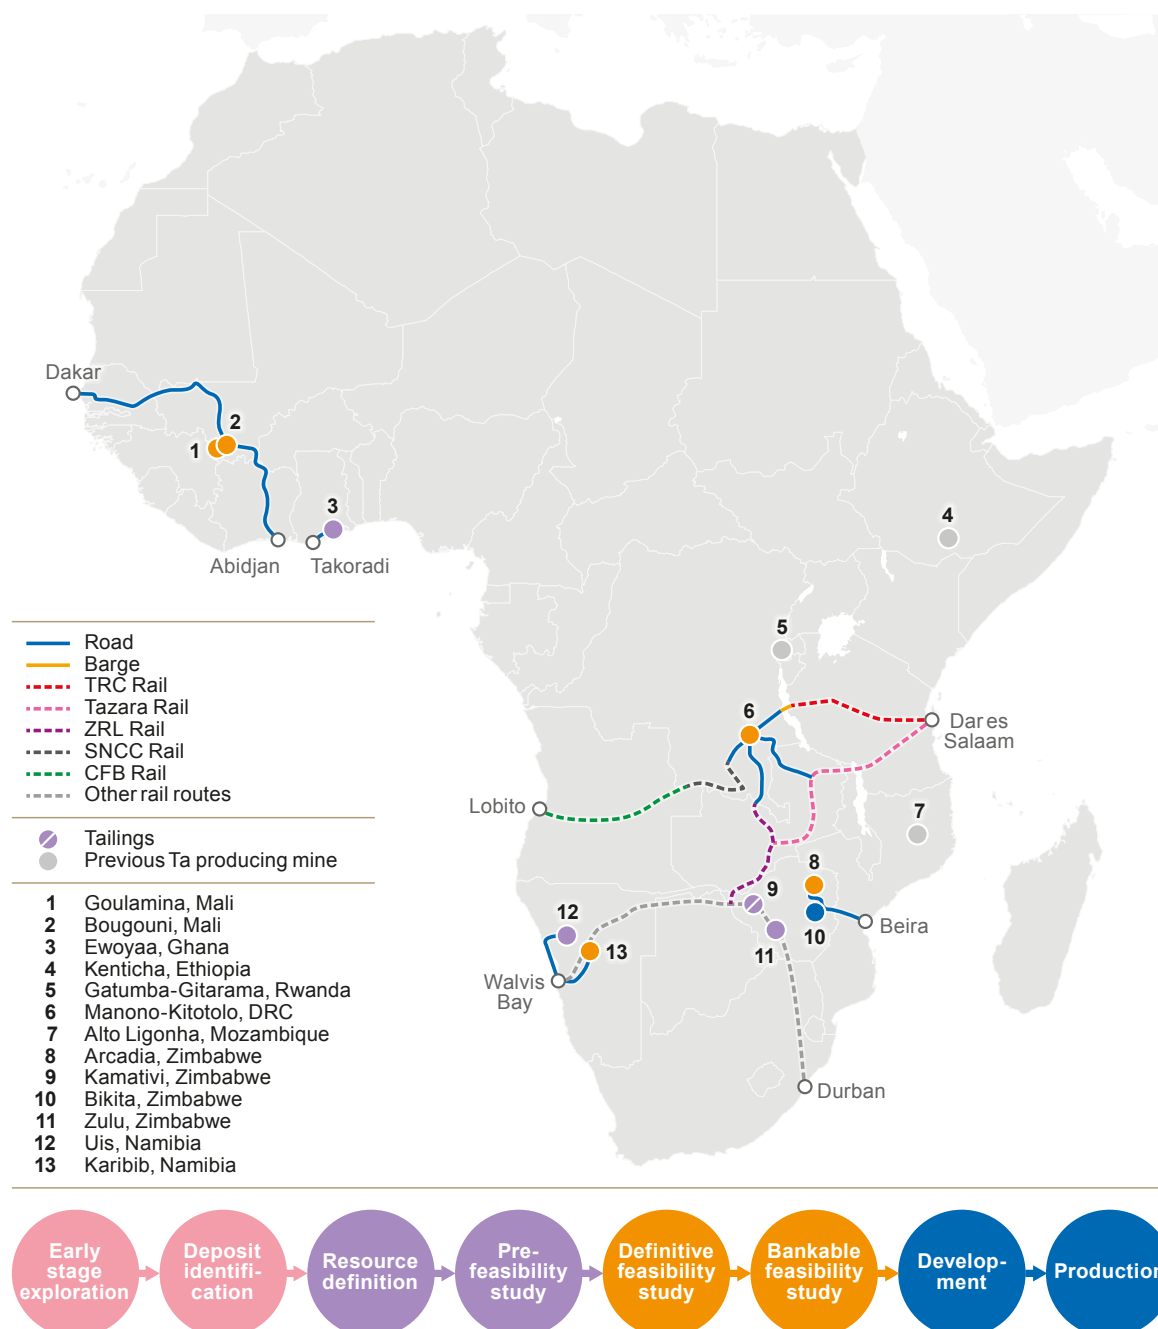 Dakar
2
1
3
4
Abidjan
Takoradi
5
6
Dar es
Salaam
Lobito
7
8
9
10
11
12
13
Beira
Walvis
Bay
Durban
Road
Barge
TRC Rail
Tazara Rail
ZRL Rail
SNCC Rail
CFB Rail
Other rail routes
Tailings
Previous Ta producing mine
1 Goulamina, Mali
2 Bougouni, Mali
3 Ewoyaa, Ghana
4 Kenticha, Ethiopia
5 Gatumba-Gitarama, Rwanda
6 Manono-Kitotolo, DRC
7 Alto Ligonha, Mozambique
8 Arcadia, Zimbabwe
9 Kamativi, Zimbabwe
10 Bikita, Zimbabwe
11 Zulu, Zimbabwe
12 Uis, Namibia
13 Karibib, Namibia
Early
stage
exploration
Deposit
identifi-
cation
Resource
definition
Pre-
feasibility
study
Definitive
feasibility
study
Bankable
feasibility
study
Develop-
ment
Production